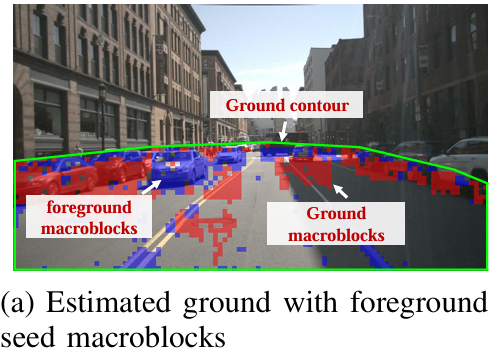 Ground contour
foreground
macroblocks
Ground
macroblocks
(a) Estimated ground with foreground
seed macroblocks